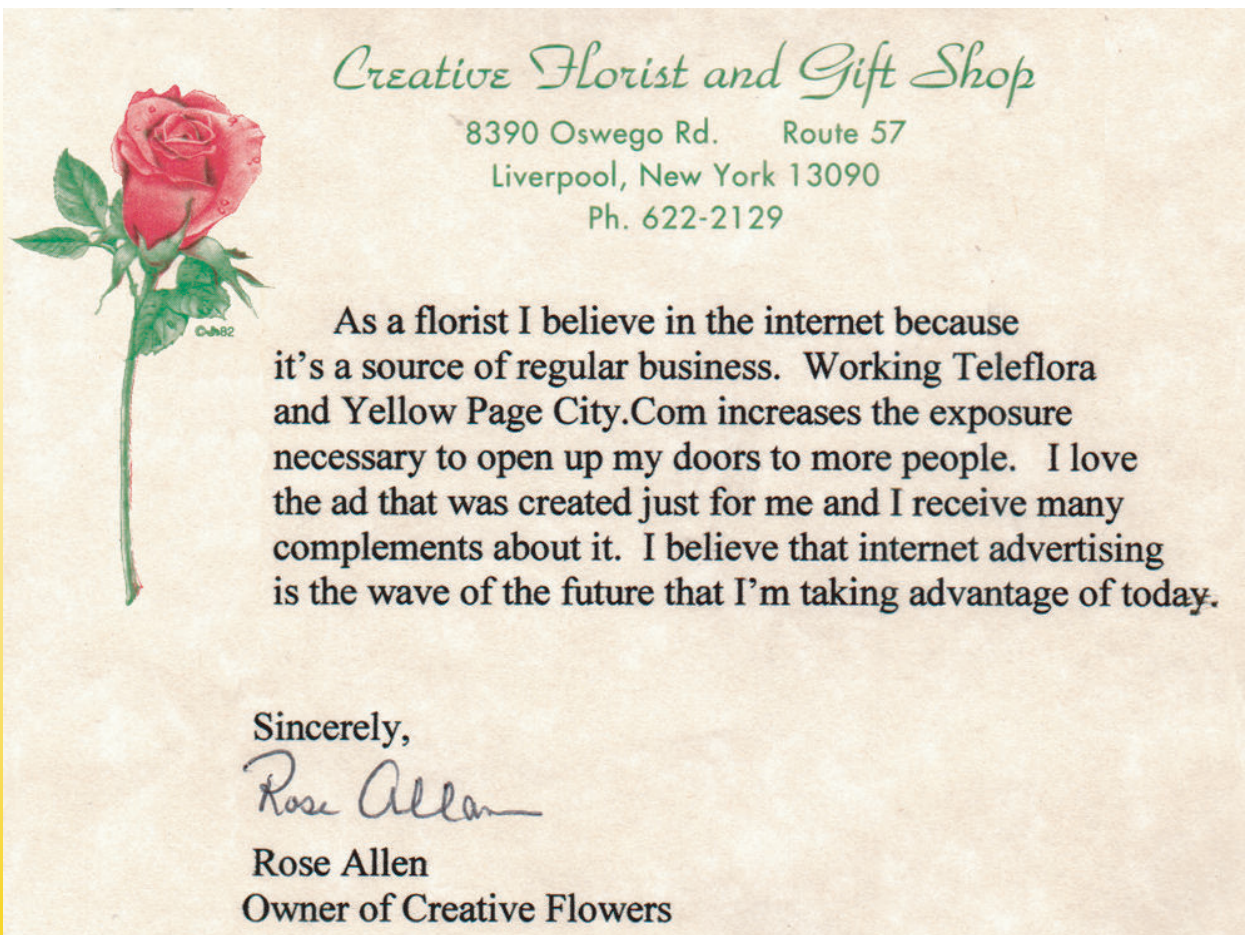 Creative Florist and Gift Shop
8390 Oswego Rd. Route 57
Liverpool, New York 13090
Ph. 622-2129
As a florist I believe in the internet because
it's a source of regular business. Working Teleflora
and Yellow Page City.Com increases the exposure
necessary to open up my doors to more people. I love
the ad that was created just for me and I receive many
complements about it. I believe that internet advertising
is the wave of the future that I'm taking advantage of today.
Sincerely,
Rose Allen
Rose Allen
Owner of Creative Flowers